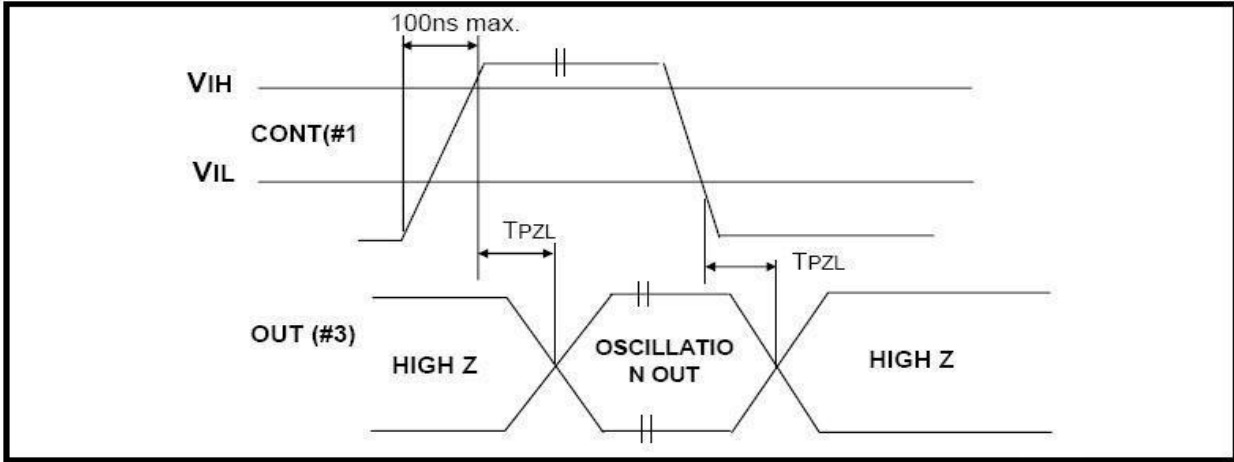 100ns max.
VIH
CONT(#1
VIL
TPZL
TPZL
OUT (#3)
HIGH Z
OSCILLATIO
N OUT
HIGH Z